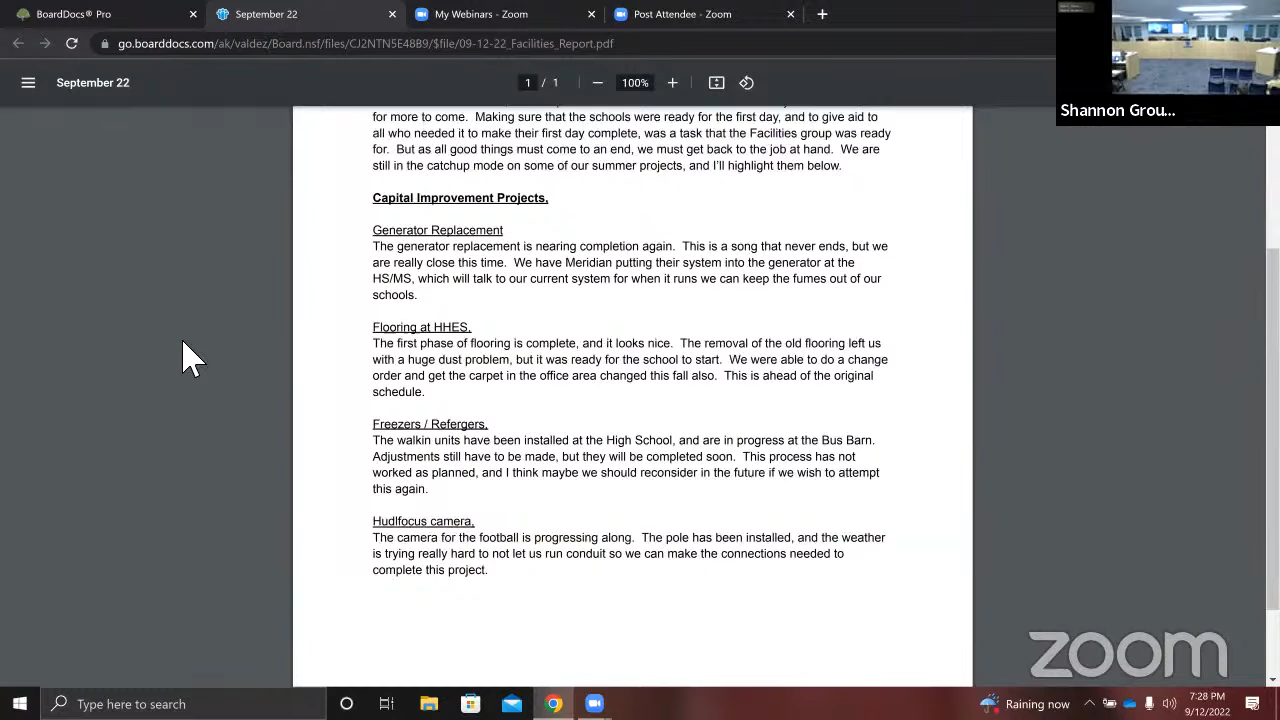 BoardDocs® Pro
September 22
My Webinars - Zoom
Zoom
go.boarddocs.com/ak/valdez/Board.nsf/files/
September 22
1 / 1
100%
Shannon Grou...
for more to come. Making sure that the schools were ready for the first day, and to give aid to
all who needed it to make their first day complete, was a task that the Facilities group was ready
for. But as all good things must come to an end, we must get back to the job at hand. We are
still in the catchup mode on some of our summer projects, and I'll highlight them below.
Capital Improvement Projects,
Generator Replacement
The generator replacement is nearing completion again. This is a song that never ends, but we
are really close this time. We have Meridian putting their system into the generator at the
HS/MS, which will talk to our current system for when it runs we can keep the fumes out of our
schools.
Flooring at HHES,
The first phase of flooring is complete, and it looks nice. The removal of the old flooring left us
with a huge dust problem, but it was ready for the school to start. We were able to do a change
order and get the carpet in the office area changed this fall also. This is ahead of the original
schedule.
Freezers / Refergers,
The walkin units have been installed at the High School, and are in progress at the Bus Barn.
Adjustments still have to be made, but they will be completed soon. This process has not
worked as planned, and I think maybe we should reconsider in the future if we wish to attempt
this again.
Hudlfocus camera,
The camera for the football is progressing along. The pole has been installed, and the weather
is trying really hard to not let us run conduit so we can make the connections needed to
complete this project.
zoom
Type here to search
Raining now
7:28 PM
9/12/2022